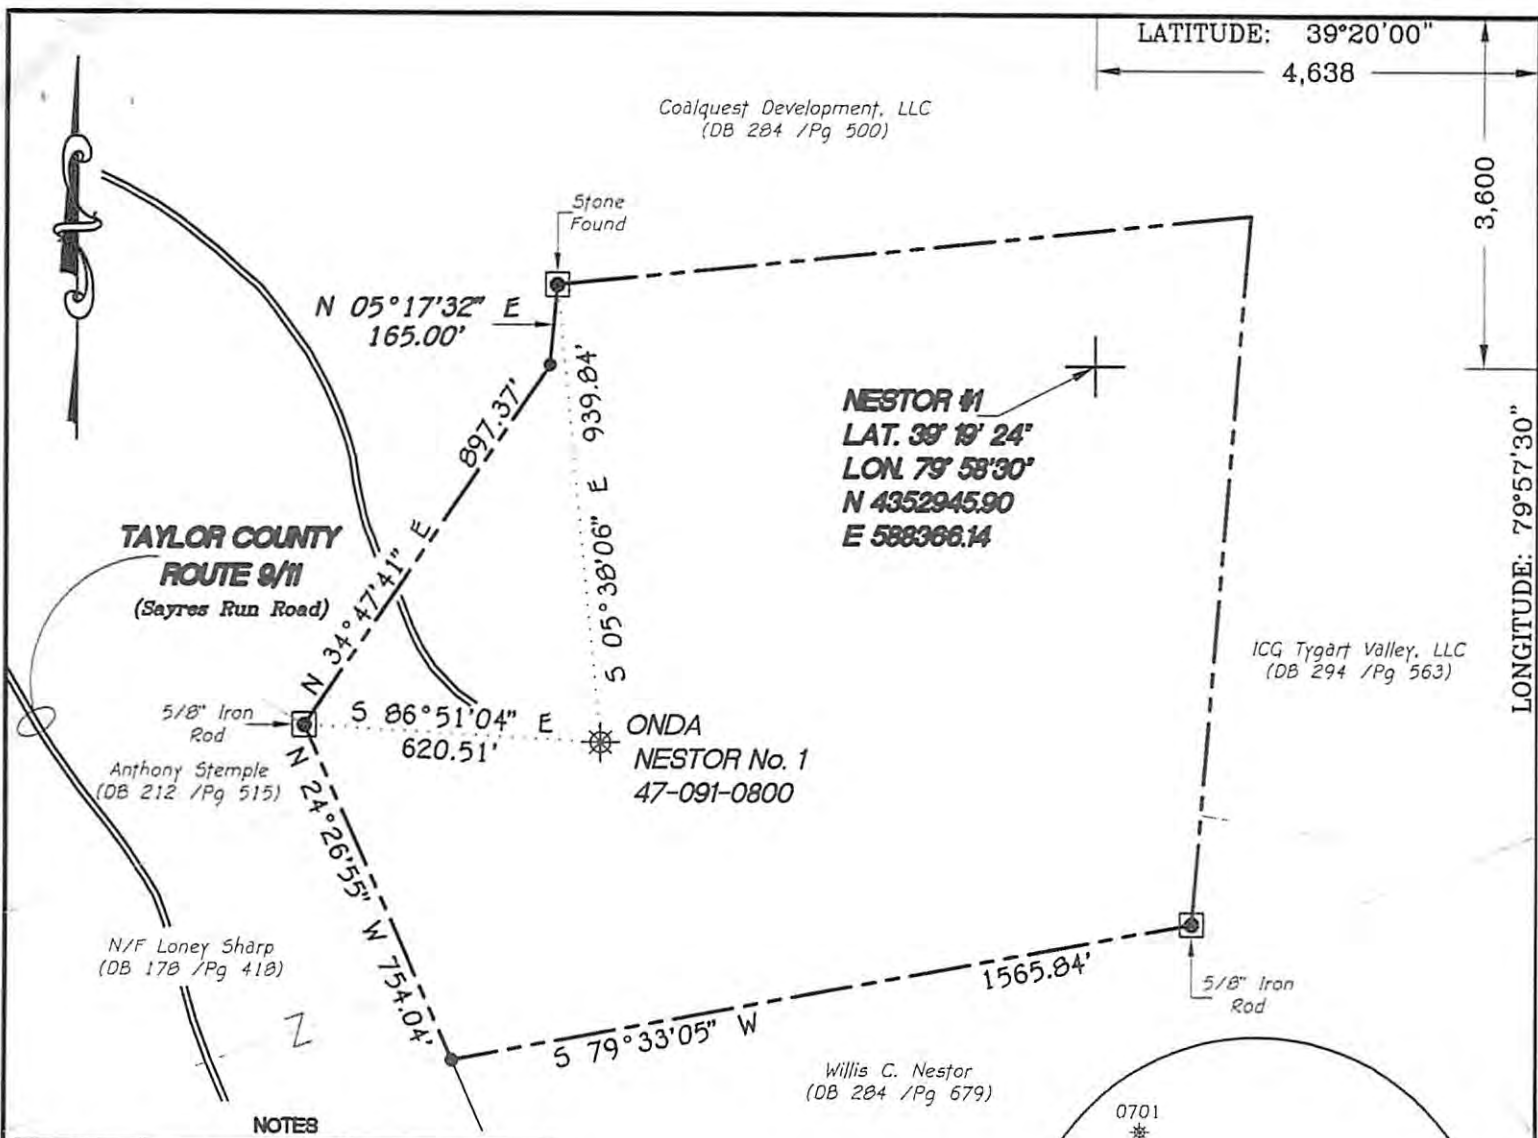 LATITUDE: 39°20'00"
4,638
Coalquest Development, LLC
(DB 284 /Pg 500)
3,600
Stone
Found
N 05°17'32" E
165.00'
897.37'
939.84'
NESTOR #1
LAT. 39° 19' 24"
LON. 79° 58'30"
N 4352945.90
E 588366.14
LONGITUDE: 79°57'30"
TAYLOR COUNTY
ROUTE 9/11
(Sayres Run Road)
N 34°47'41" E
S 05°38'06" E
ICG Tygart Valley, LLC
(DB 294 /Pg 563)
5/8" Iron
Rod
S 86°51'04" E
620.51'
ONDA
NESTOR No. 1
47-091-0800
Anthony Stemple
(DB 212 /Pg 515)
N 24°26'55" W 754.04'
N/F Loney Sharp
(DB 178 /Pg 418)
1565.84'
5/8" Iron
Rod
S 79°33'05" W
Z
Willis C. Nestor
(DB 284 /Pg 679)
0701
NOTES